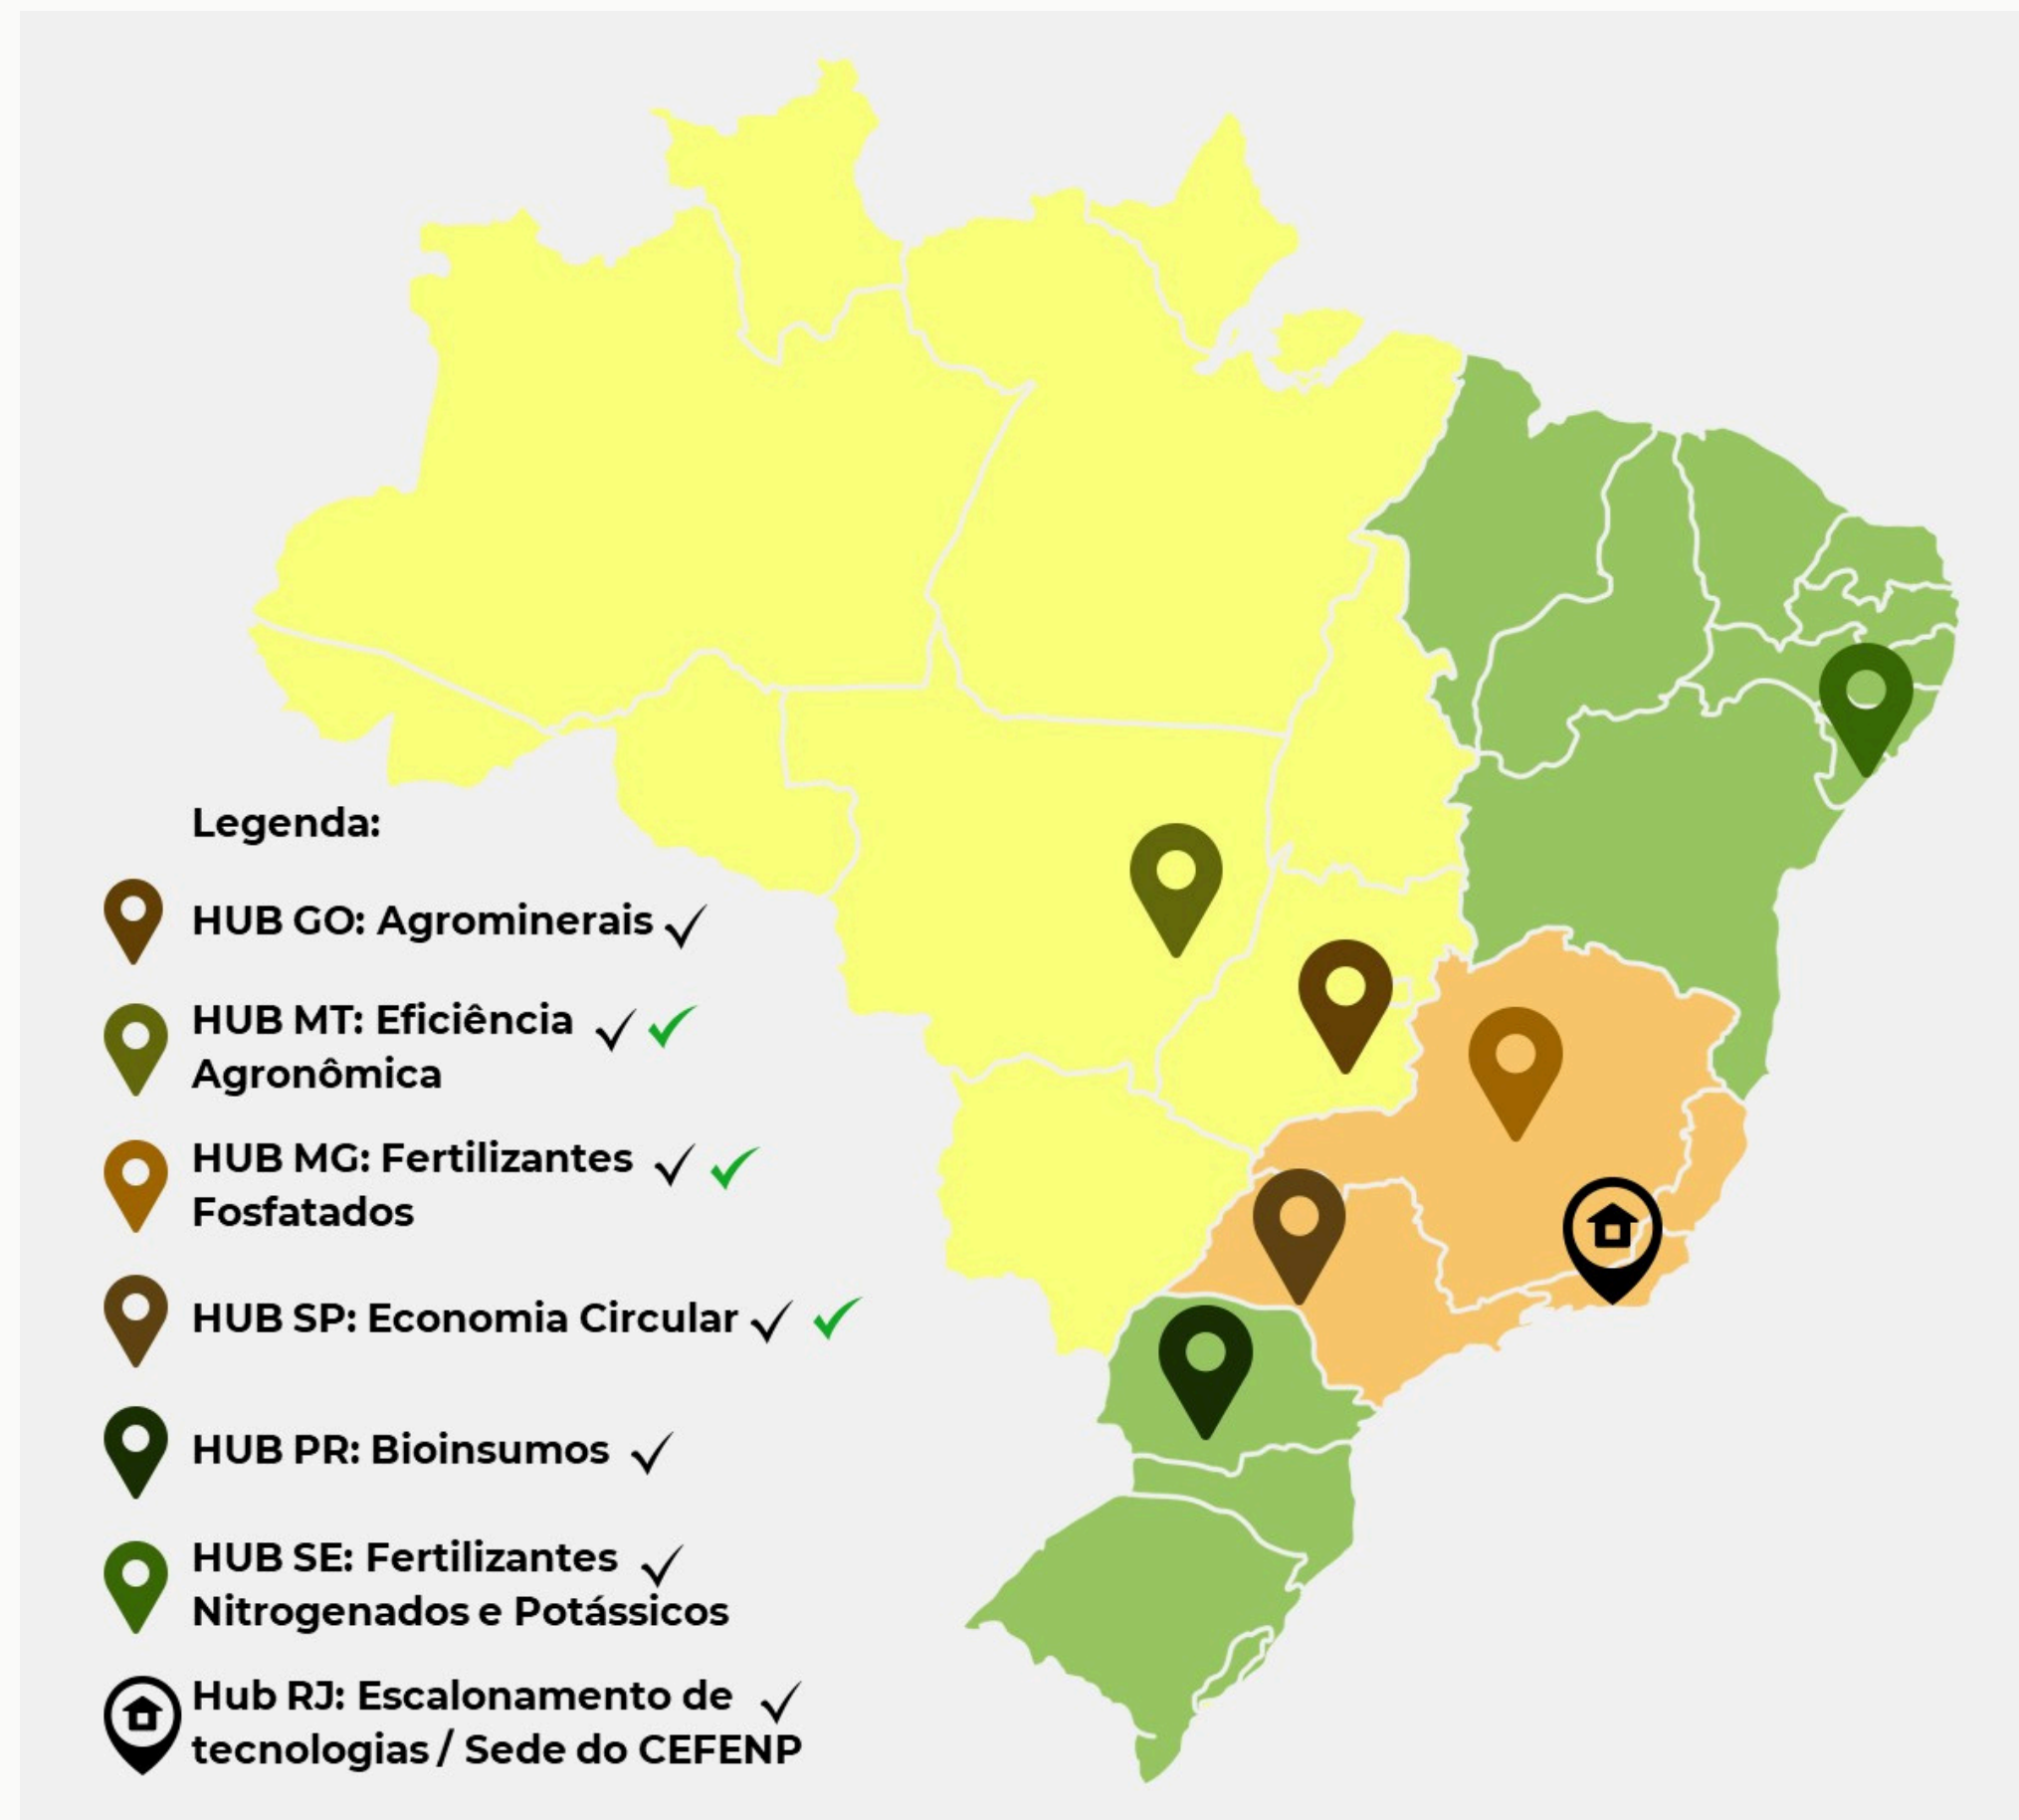 Legenda:
HUB GO: Agrominerais
HUB MT: Eficiência
Agronômica
HUB MG: Fertilizantes
Fosfatados
HUB SP: Economia Circular
HUB PR: Bioinsumos
HUB SE: Fertilizantes
Nitrogenados e Potássicos
Hub RJ: Escalonamento de
tecnologias / Sede do CEFENP